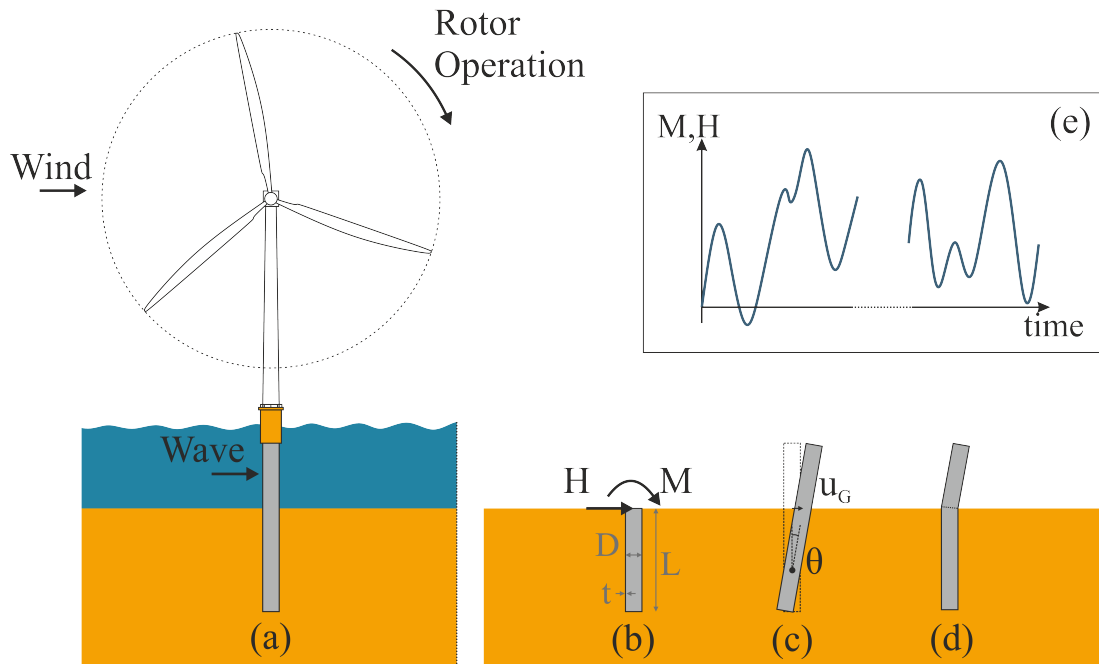 Rotor
Operation
Wind
Wave
(a)
H
M
D
L
t
(b)
u_G
θ
(c)
(d)
M,H
(e)
time